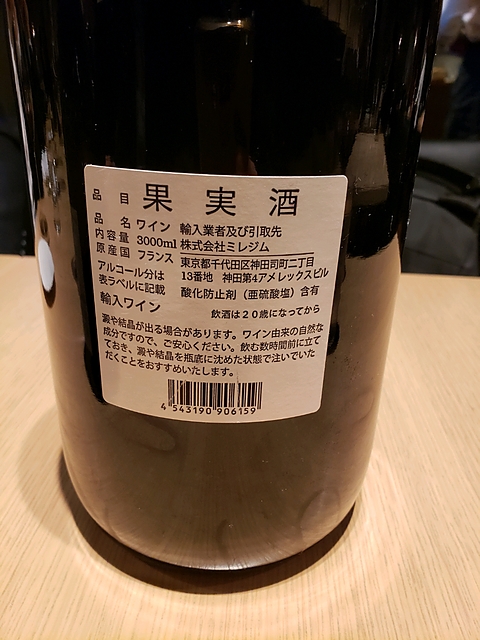 品目 果実酒
品名 ワイン
内容量 3000ml
原産国 フランス
アルコール分は
表ラベルに記載
輸入ワイン
輸入業者及び引取先
株式会社ミレジム
東京都千代田区神田司町二丁目
13番地 神田第4アメレックスビル
酸化防止剤（亜硫酸塩）含有
飲酒は20歳になってから
澱や結晶が出る場合があります。ワイン由来の自然な
成分ですので、ご安心ください。飲む数時間前に立て
ておき、澱や結晶を瓶底に沈めた状態で注いでいた
だくことをおすすめいたします。
4 543190 906159